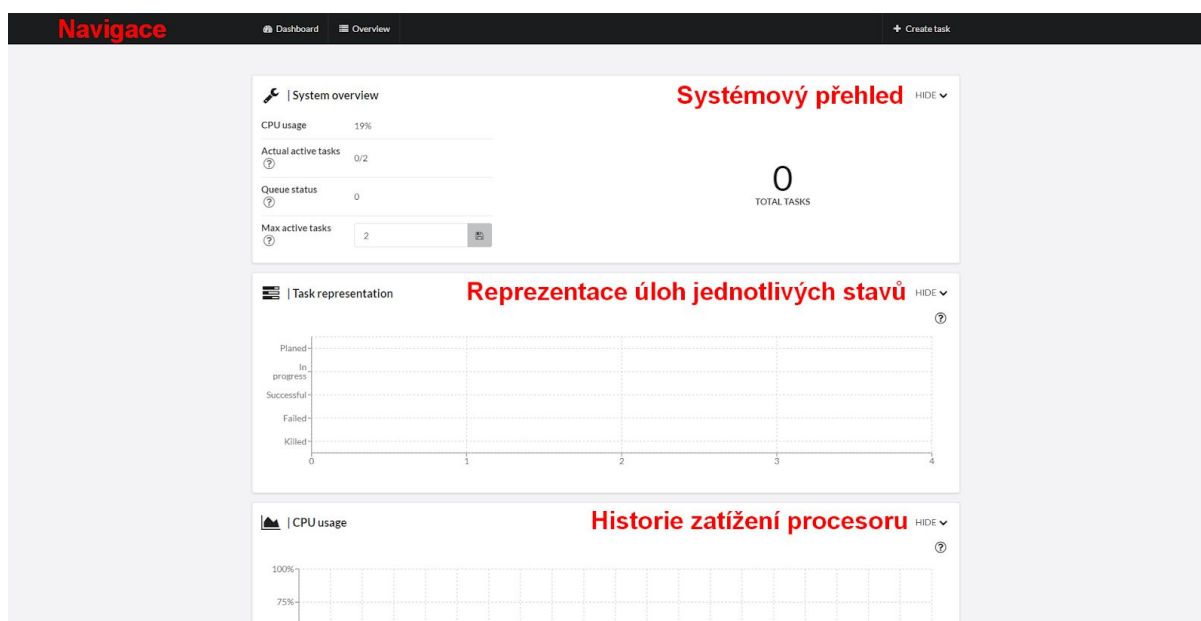 Navigace Dashboard Overview + Create task
| System overview Systémový přehled HIDE
CPU usage 19%
Actual active tasks
? 0/2
Queue status
? 0
Max active tasks
? 2
0
TOTAL TASKS
| Task representation Reprezentace úloh jednotlivých stavů HIDE
?
Planed
In
progress
Successful
Failed
Killed
0 1 2 3 4
| CPU usage Historie zatížení procesoru HIDE
?
100%
75%